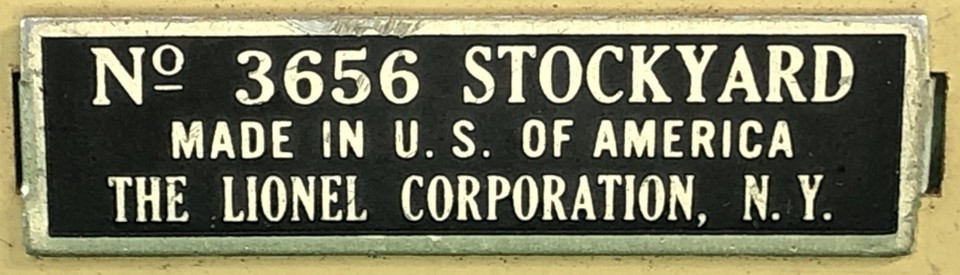 Nº 3656 STOCKYARD
MADE IN U. S. OF AMERICA
THE LIONEL CORPORATION, N. Y.